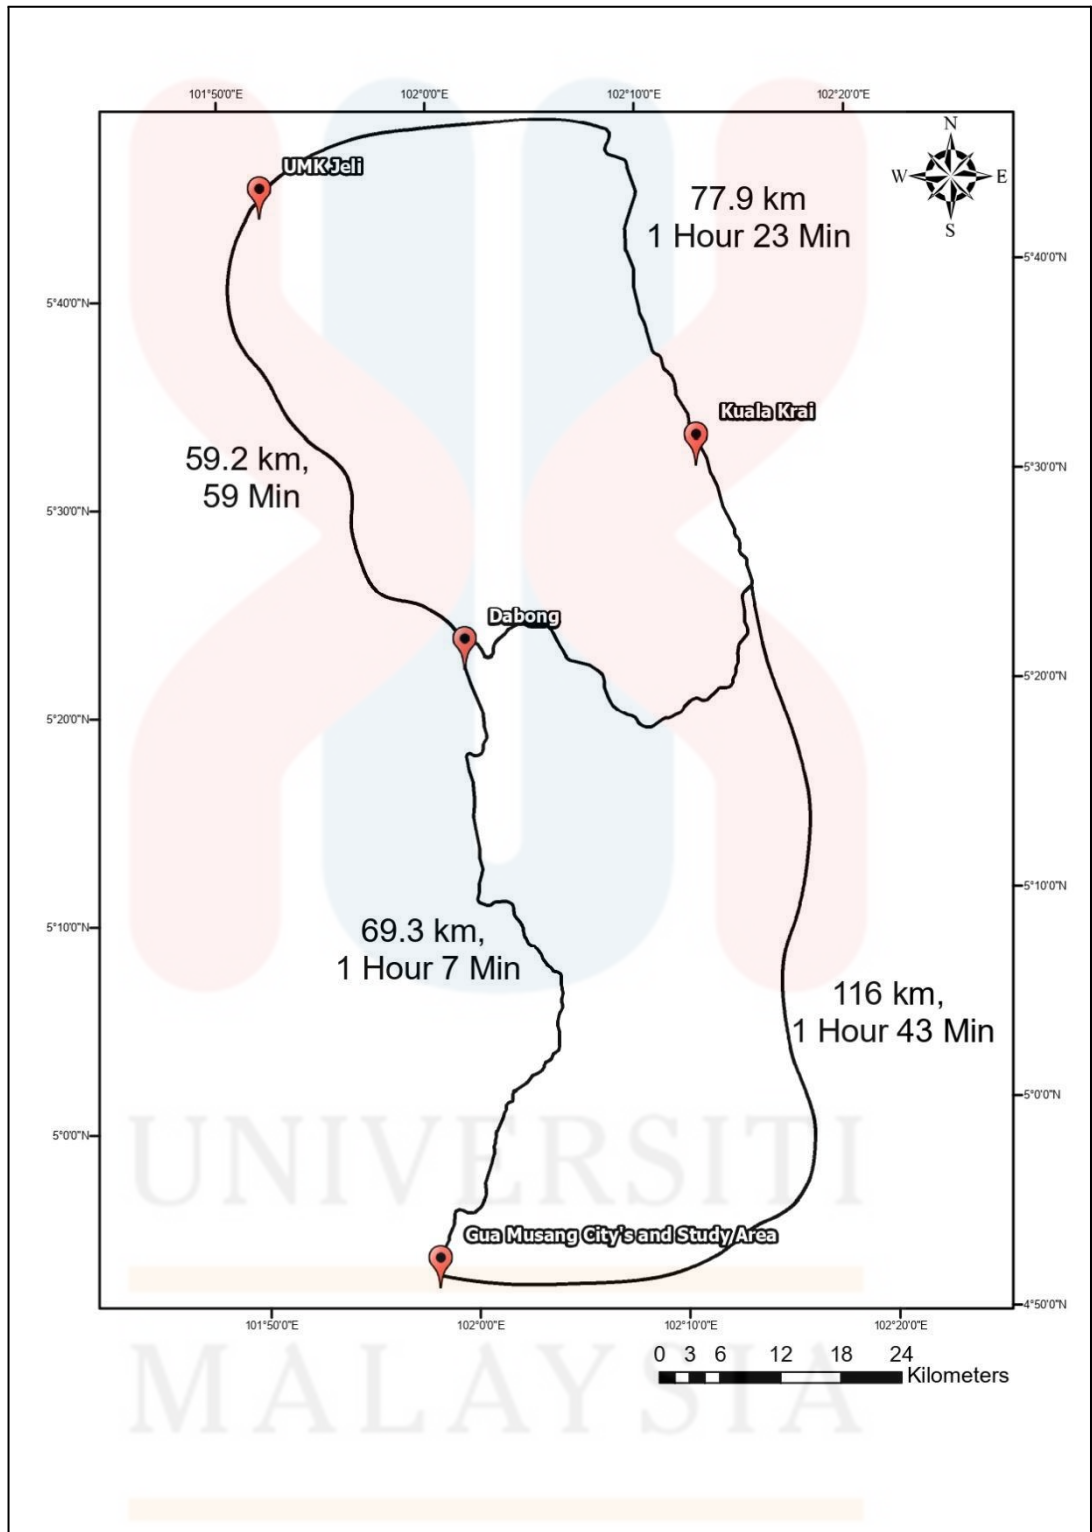 101°50'0"E 102°0'0"E 102°10'0"E 102°20'0"E
N
W E
S
UMK Jeli
77.9 km
1 Hour 23 Min
5°40'0"N
5°40'0"N
Kuala Krai
59.2 km,
59 Min
5°30'0"N
5°30'0"N
Dabong
5°20'0"N
5°20'0"N
5°10'0"N
5°10'0"N
69.3 km,
1 Hour 7 Min
116 km,
1 Hour 43 Min
5°0'0"N
5°0'0"N
UNIVERSITI
Gua Musang City's and Study Area
4°50'0"N
101°50'0"E 102°0'0"E 102°10'0"E 102°20'0"E
0 3 6 12 18 24
Kilometers
MALAYSIA